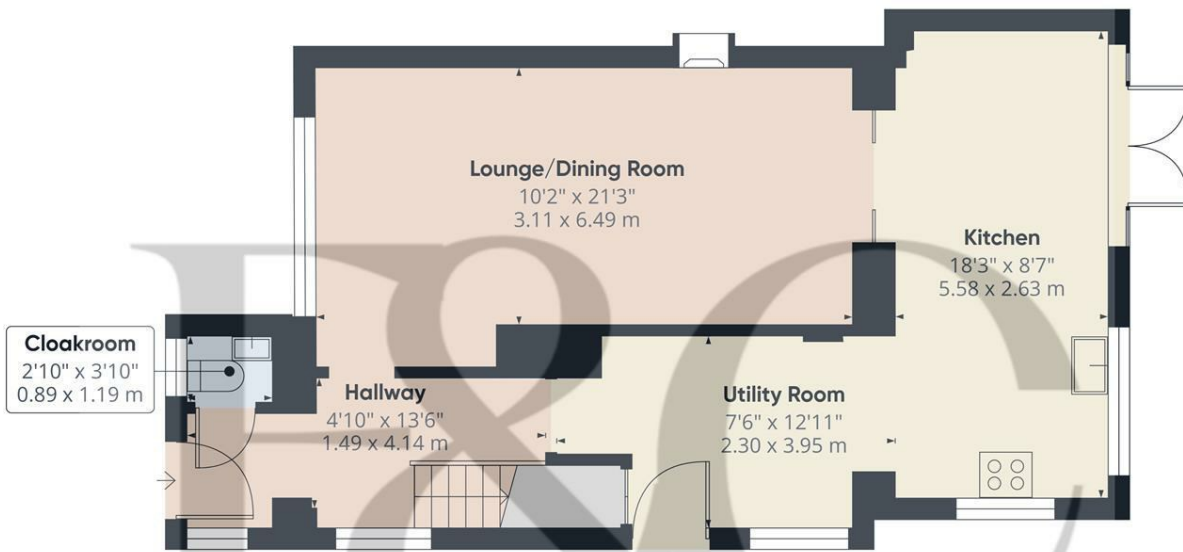 Lounge/Dining Room
10'2" x 21'3"
3.11 x 6.49 m
Kitchen
18'3" x 8'7"
5.58 x 2.63 m
Cloakroom
2'10" x 3'10"
0.89 x 1.19 m
Hallway
4'10" x 13'6"
1.49 x 4.14 m
Utility Room
7'6" x 12'11"
2.30 x 3.95 m
F&C